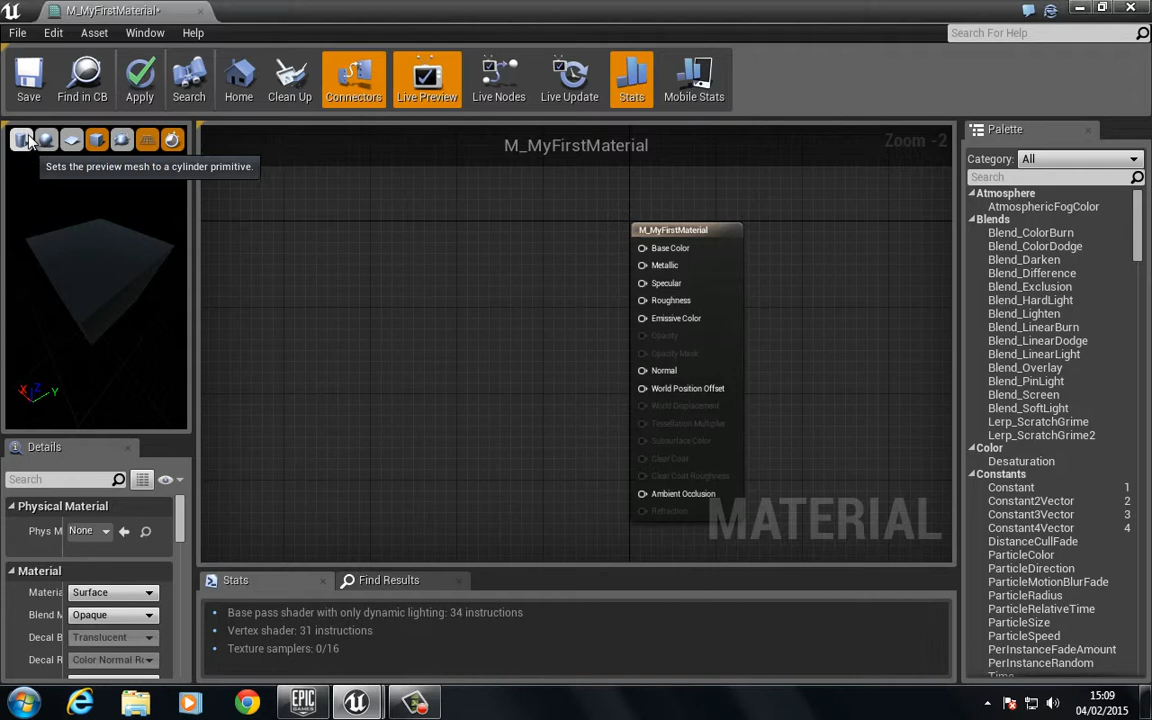 M_MyFirstMaterial*
File Edit Asset Window Help
Search For Help
Save Find in CB Apply Search Home Clean Up Connectors Live Preview Live Nodes Live Update Stats Mobile Stats
Sets the preview mesh to a cylinder primitive.
X Z Y
M_MyFirstMaterial
Zoom -2
M_MyFirstMaterial
Base Color
Metallic
Specular
Roughness
Emissive Color
Opacity
Opacity Mask
Normal
World Position Offset
World Displacement
Tessellation Multiplier
Subsurface Color
Clear Coat
Clear Coat Roughness
Ambient Occlusion
Refraction
MATERIAL
Palette
Category: All
Search
Atmosphere
AtmosphericFogColor
Blends
Blend_ColorBurn
Blend_ColorDodge
Blend_Darken
Blend_Difference
Blend_Exclusion
Blend_HardLight
Blend_Lighten
Blend_LinearBurn
Blend_LinearDodge
Blend_LinearLight
Blend_Overlay
Blend_PinLight
Blend_Screen
Blend_SoftLight
Lerp_ScratchGrime
Lerp_ScratchGrime2
Color
Desaturation
Constants
Constant 1
Constant2Vector 2
Constant3Vector 3
Constant4Vector 4
DistanceCullFade
ParticleColor
ParticleDirection
ParticleMotionBlurFade
ParticleRadius
ParticleRelativeTime
ParticleSize
ParticleSpeed
PerInstanceFadeAmount
PerInstanceRandom
Time
Details
Search
Physical Material
Phys M None
Material
Materia Surface
Blend M Opaque
Decal B Translucent
Decal R Color Normal Ro
Stats
Find Results
Base pass shader with only dynamic lighting: 34 instructions
Vertex shader: 31 instructions
Texture samplers: 0/16
EPIC GAMES
15:09
04/02/2015